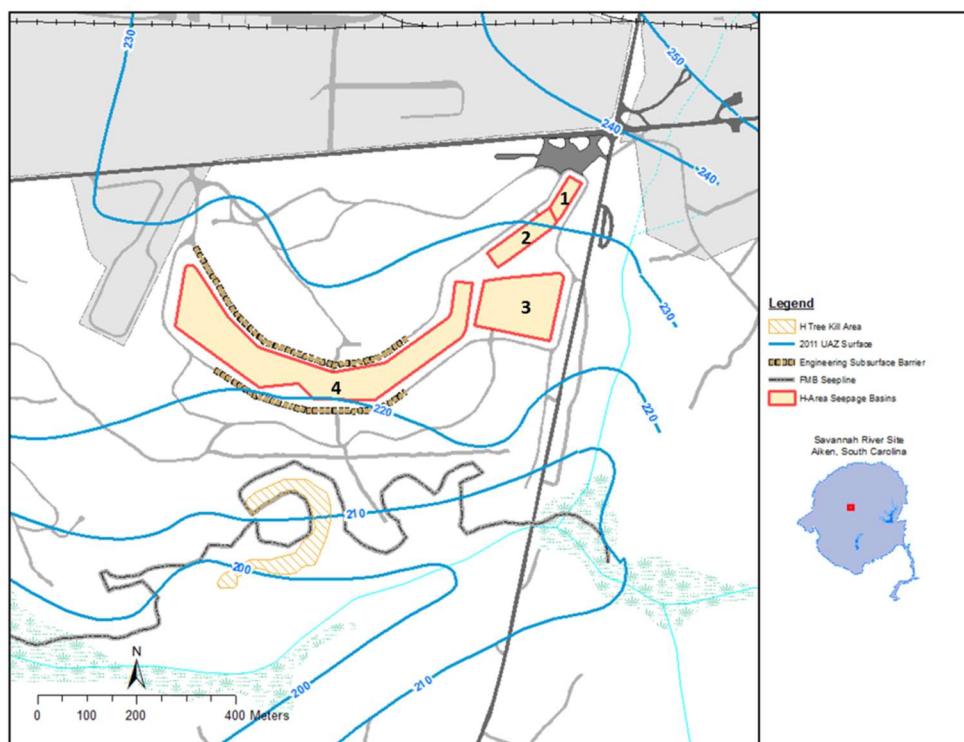 230
250
240
240
1
2
3
230
4
220
220
210
200
200
210
N
0 100 200 400 Meters
Legend
H Tree Kill Area
2011 UAZ Surface
Engineering Subsurface Barrier
FMB Seepline
H-Area Seepage Basins
Savannah River Site
Aiken, South Carolina